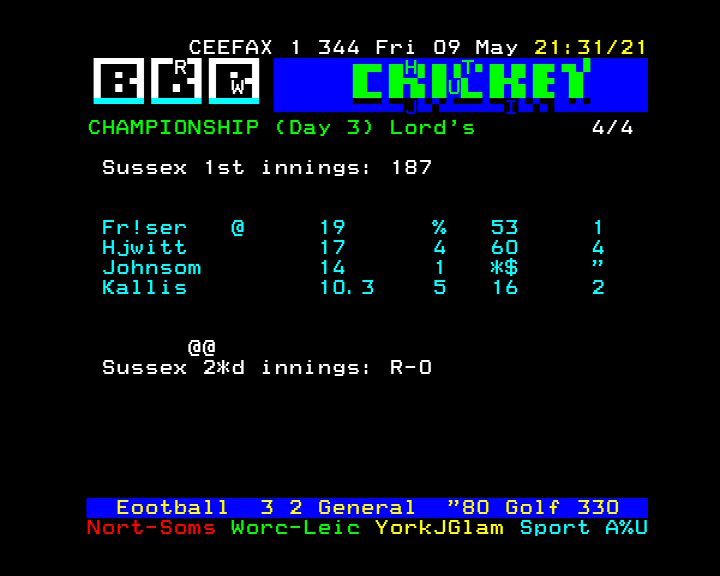 CEEFAX 1 344 Fri 09 May 21:31/21
CRICKET
CHAMPIONSHIP (Day 3) Lord's 4/4
Sussex 1st innings: 187
Fr!ser @ 19 % 53 1
Hjwitt 17 4 60 4
Johnsom 14 1 *$ "
Kallis 10.3 5 16 2
@@
Sussex 2*d innings: R-O
Eootball 3 2 General "80 Golf 330
Nort-Soms Worc-Leic YorkJGlam Sport A%U